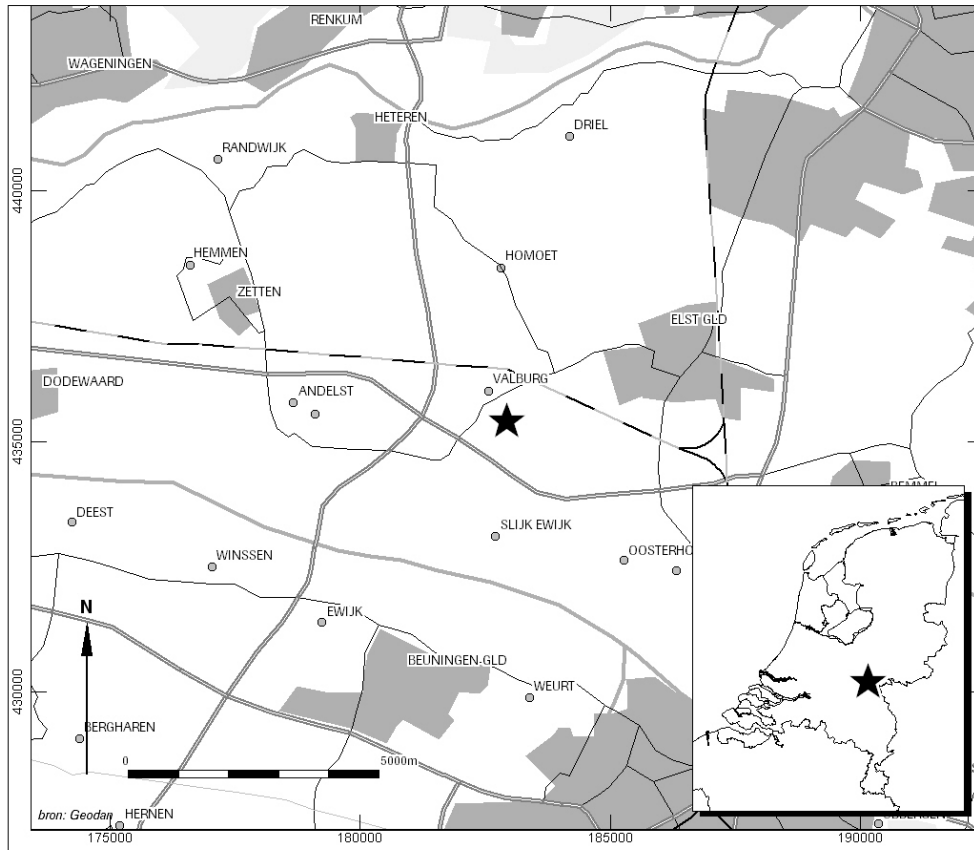 RENKUM
WAGENINGEN
HETEREN
DRIEL
RANDWIJK
440000
HEMMEN
HOMOET
ZETTEN
ELST GLD
VALBURG
DODEWAARD
ANDELST
435000
DEEST
SLIJK EWIJK
OOSTERHO
WINSSEN
N
EWIJK
BEUNINGEN-GLD
WEURT
430000
BERGHAREN
0
5000m
bron: Geodan
HERNEN
175000
180000
185000
190000